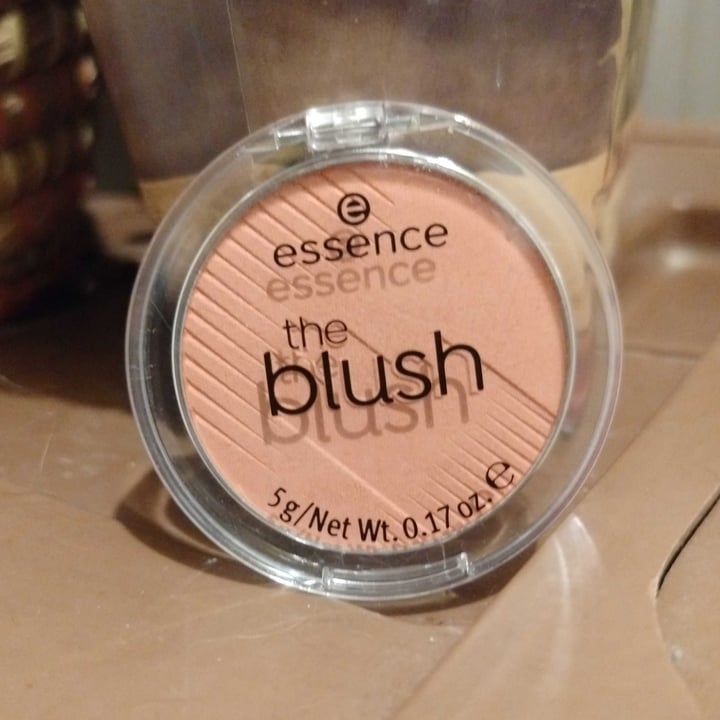 e
essence
the
blush
5g/Net Wt. 0.17 oz. ℮